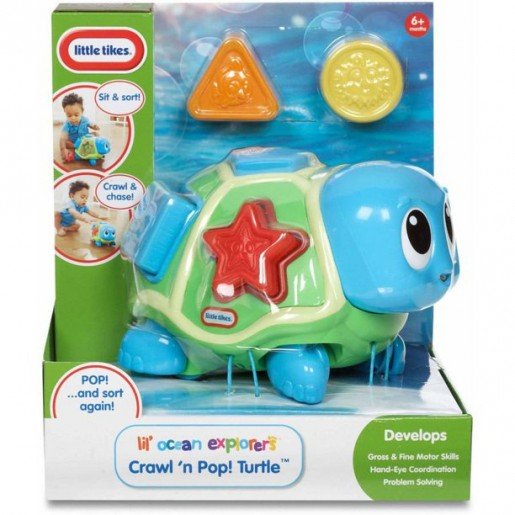 little tikes
6+
months
Sit & sort!
Crawl &
chase!
little tikes
POP!
...and sort
again!
lil' ocean explorers™
Crawl 'n Pop! Turtle™
Develops
Gross & Fine Motor Skills
Hand-Eye Coordination
Problem Solving